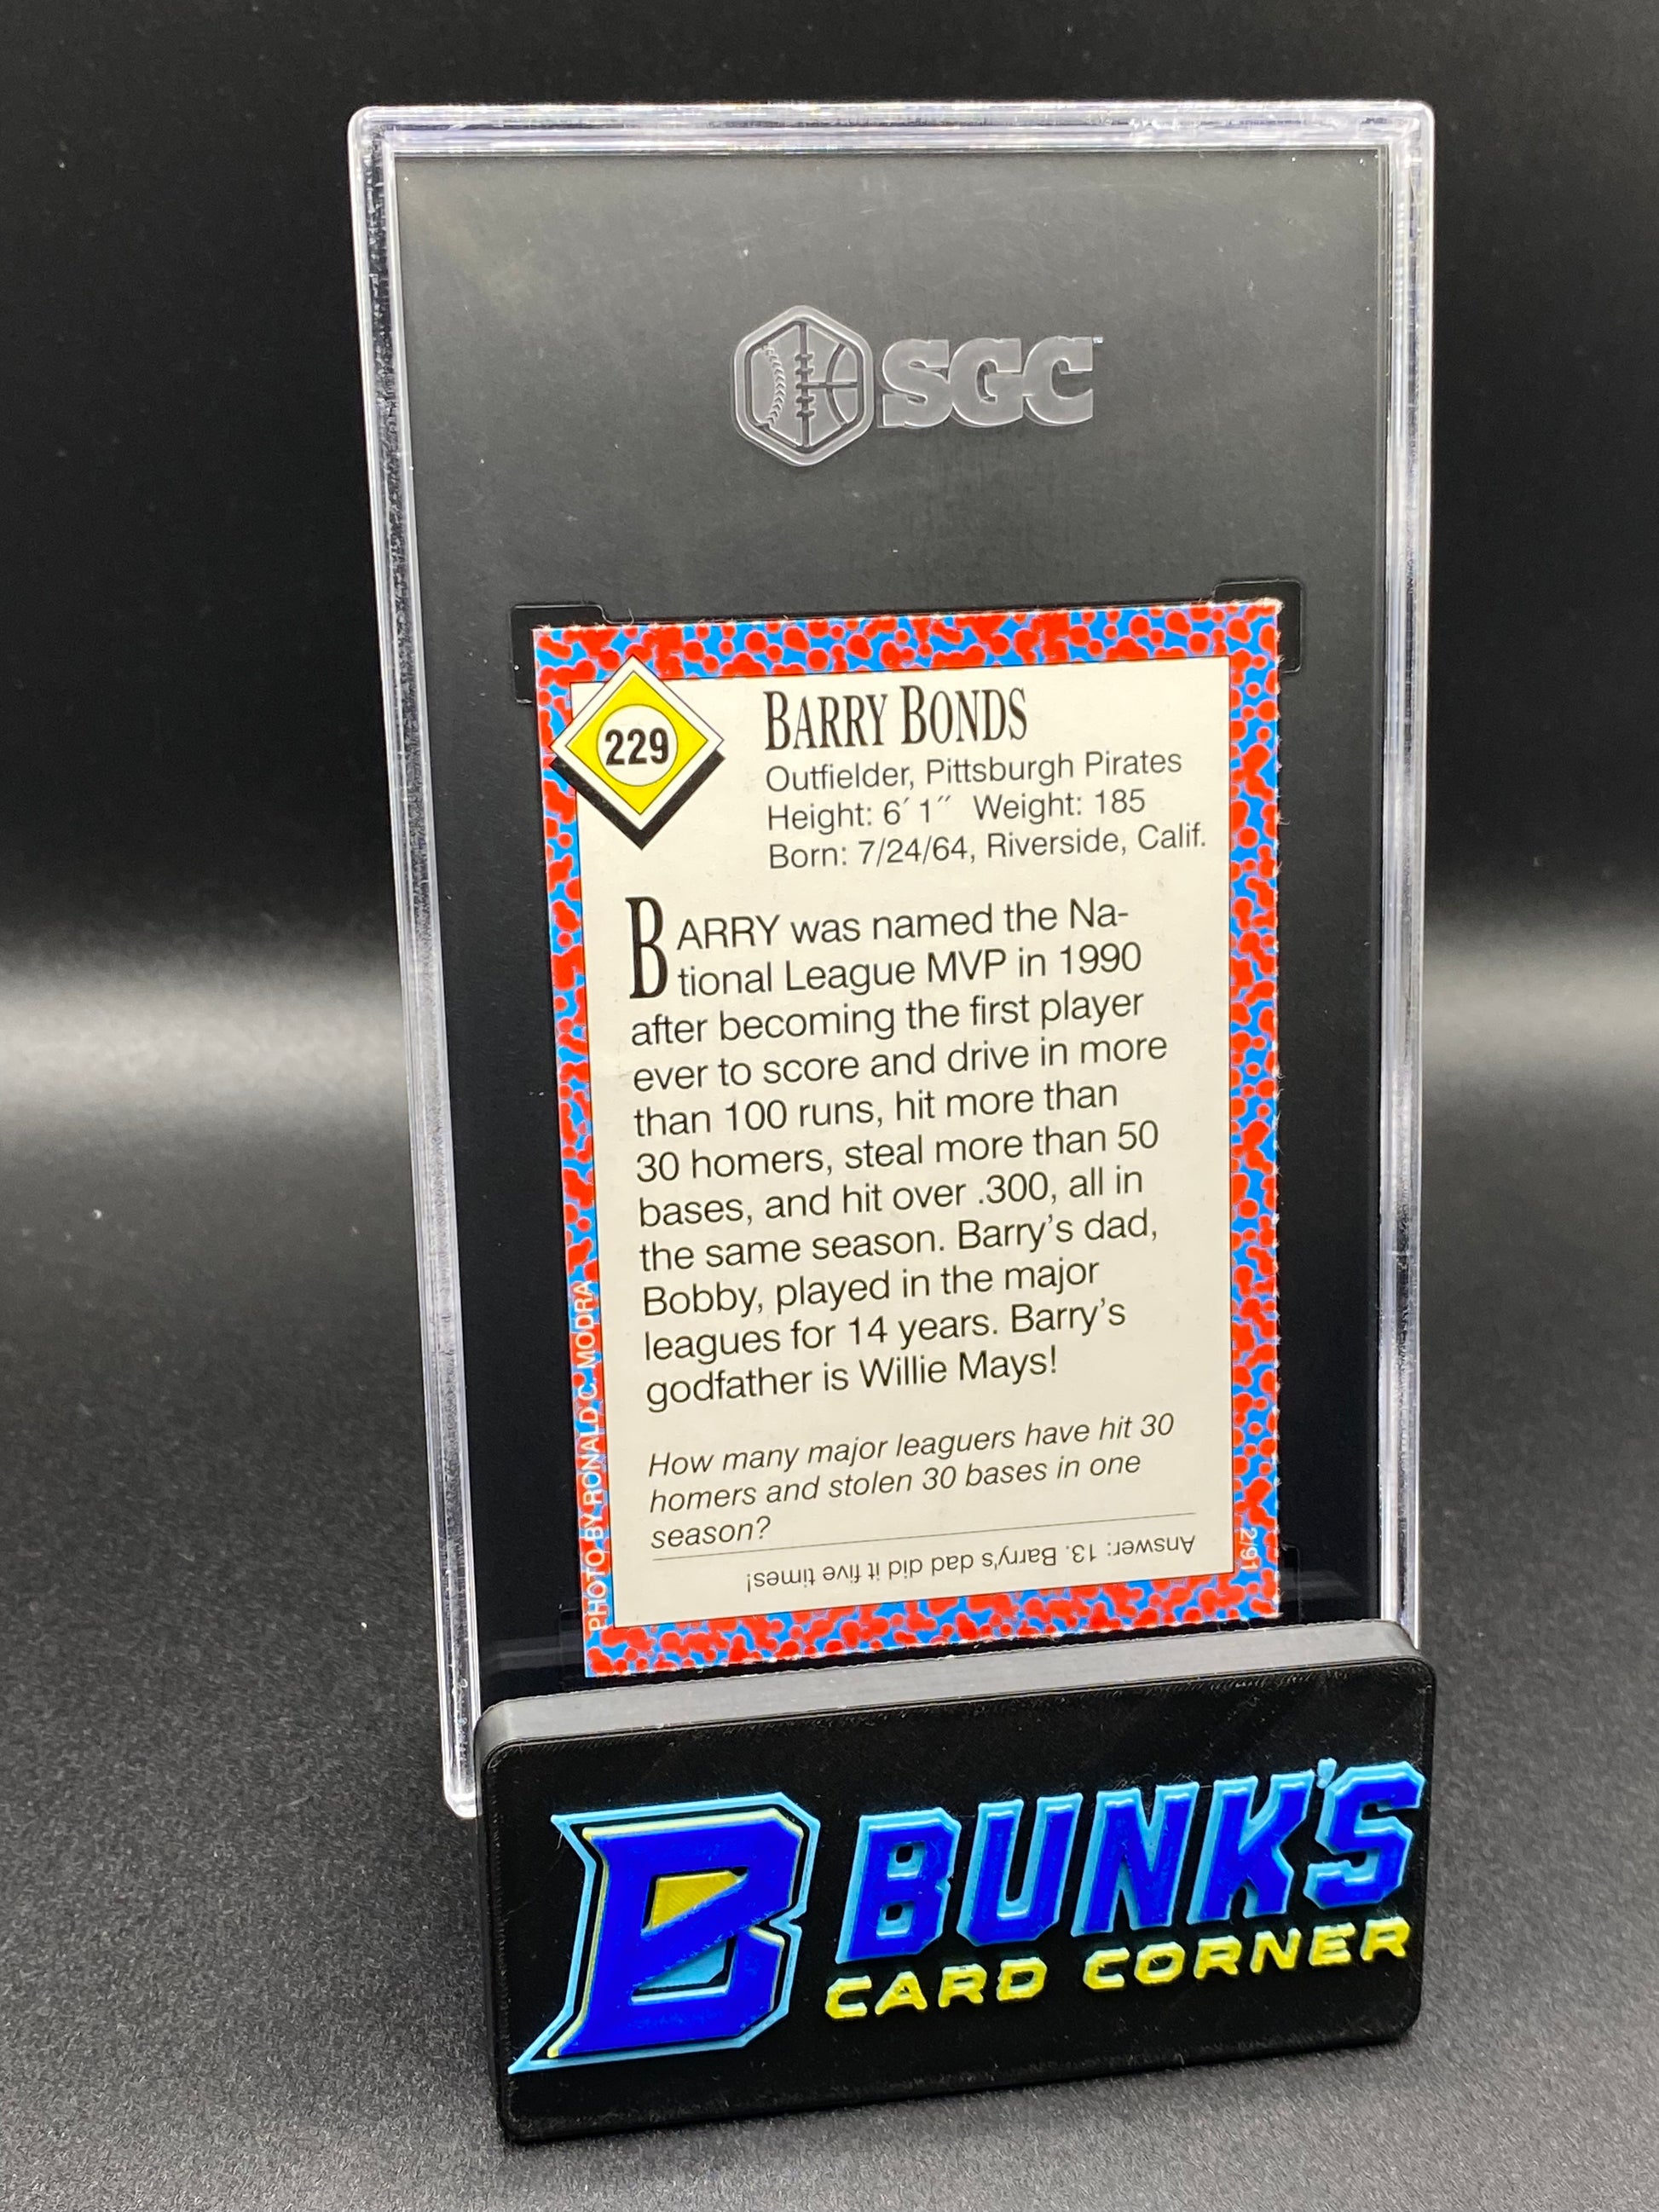 SGC
229
BARRY BONDS
Outfielder, Pittsburgh Pirates
Height: 6′ 1″ Weight: 185
Born: 7/24/64, Riverside, Calif.
BARRY was named the Na-
tional League MVP in 1990
after becoming the first player
ever to score and drive in more
than 100 runs, hit more than
30 homers, steal more than 50
bases, and hit over .300, all in
the same season. Barry's dad,
Bobby, played in the major
leagues for 14 years. Barry's
godfather is Willie Mays!
How many major leaguers have hit 30
homers and stolen 30 bases in one
season?
Answer: 13. Barry's dad did it five times!
PHOTO BY RONALD C. MODRA
2/91
B
BUNK'S
CARD CORNER